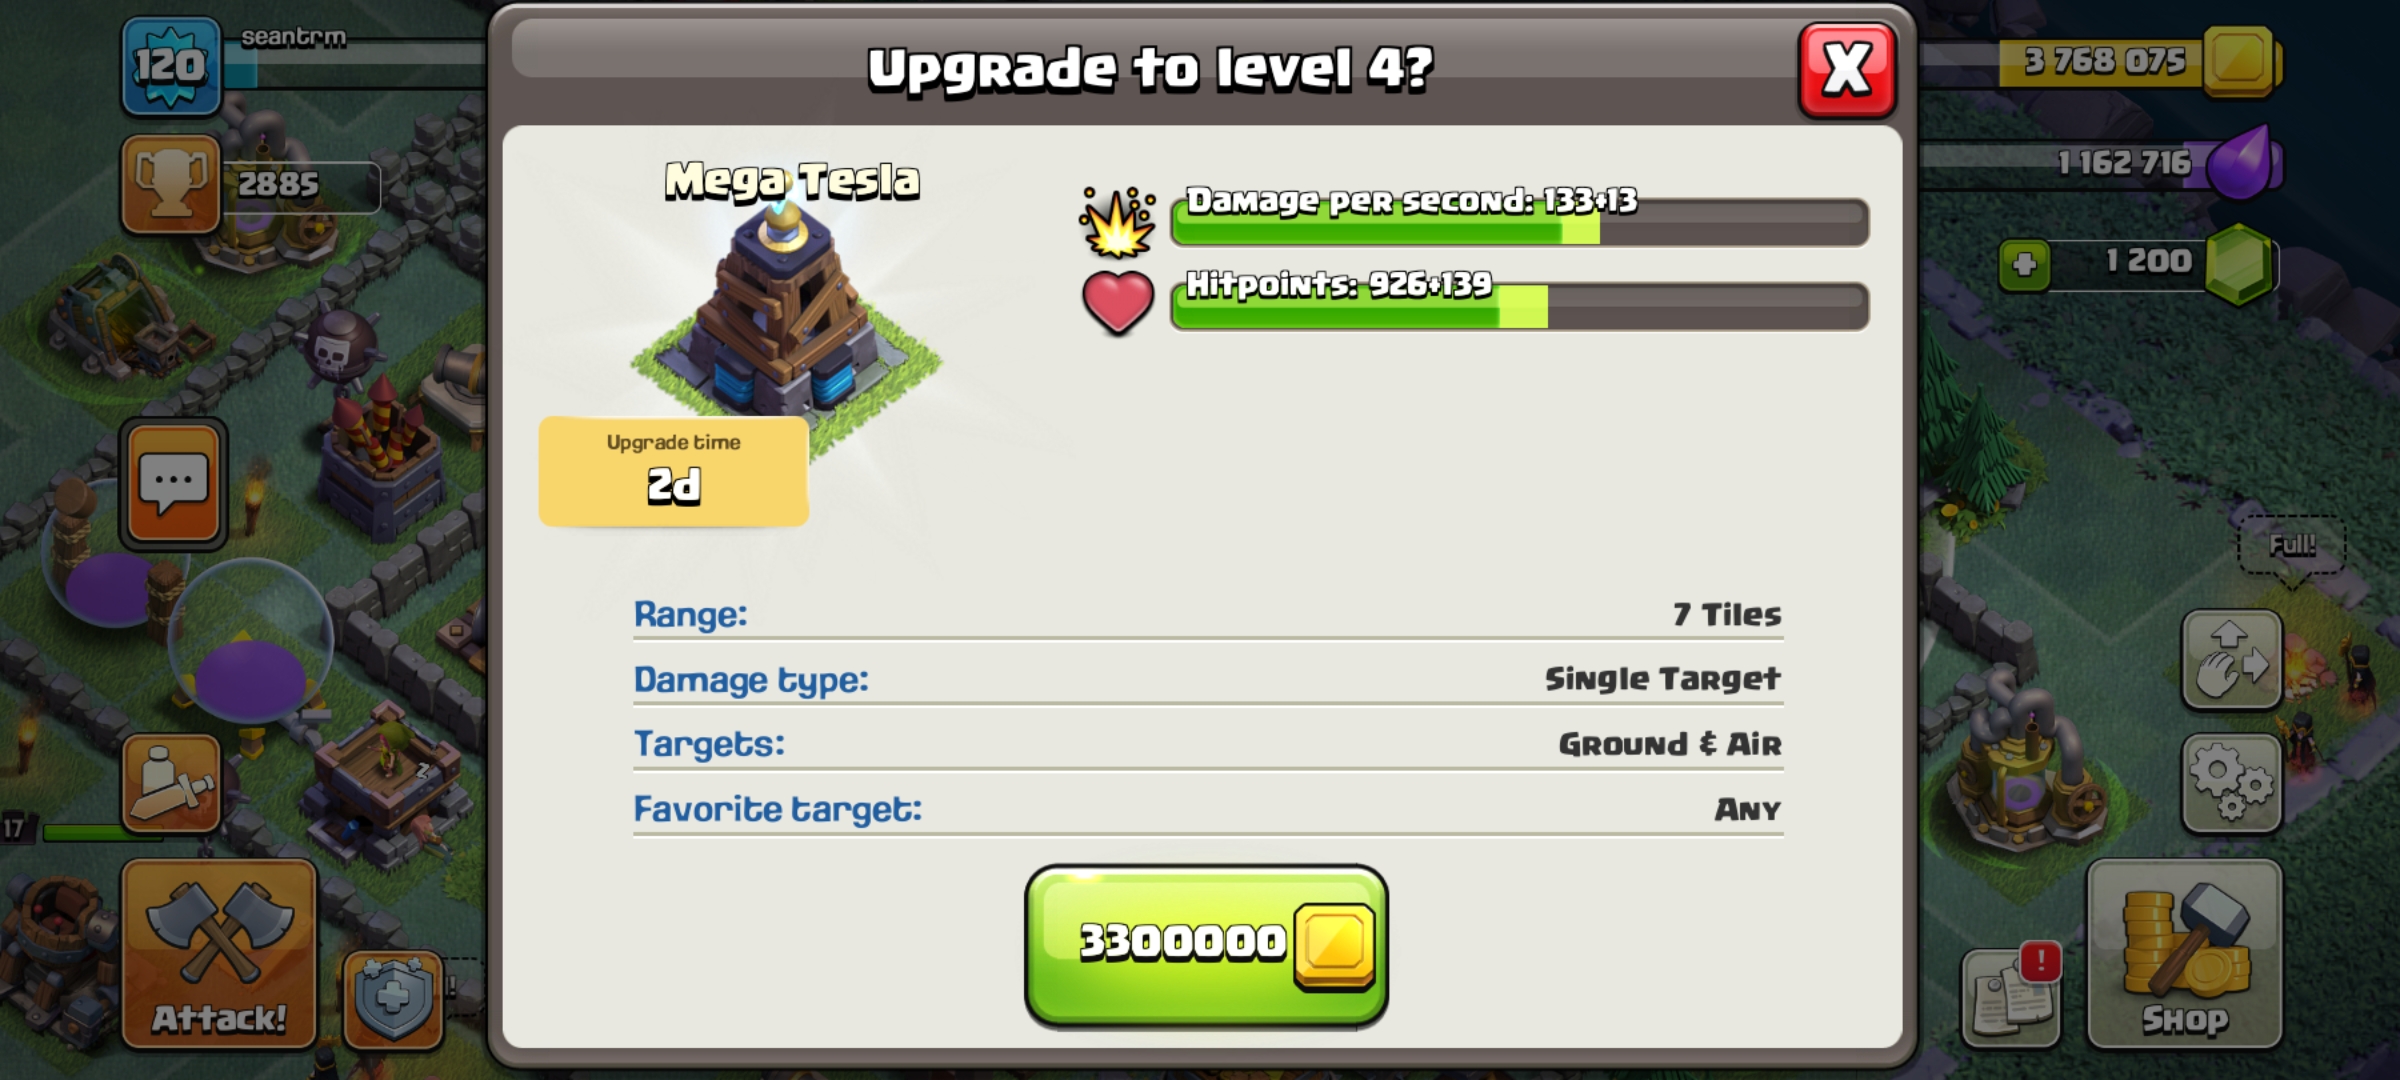 120
seantrm
Upgrade to level 4?
X
3 768 075
2885
Mega Tesla
Damage per second: 133+13
1 162 716
Hitpoints: 926+139
1 200
Upgrade time
2d
Full!
Range:
7 Tiles
Damage type:
Single Target
Targets:
Ground & Air
z
Favorite target:
Any
17
3300000
!
!
Attack!
Shop